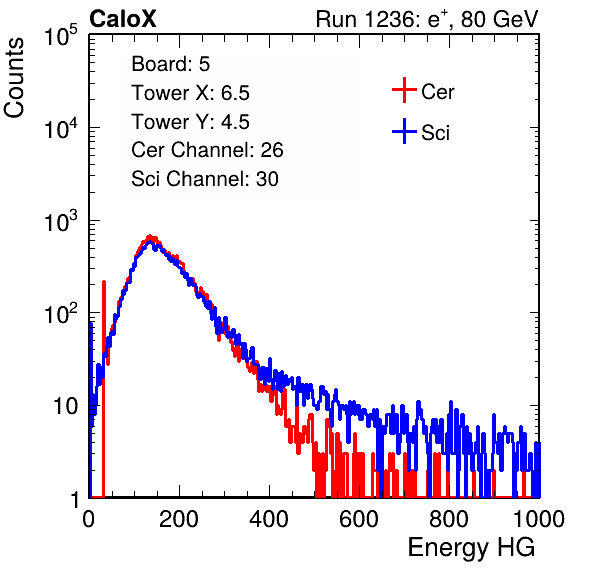 CaloX
Run 1236: e+, 80 GeV
Counts
10^5
10^4
10^3
10^2
10
1
Board: 5
Tower X: 6.5
Tower Y: 4.5
Cer Channel: 26
Sci Channel: 30
Cer
Sci
0 200 400 600 800 1000
Energy HG